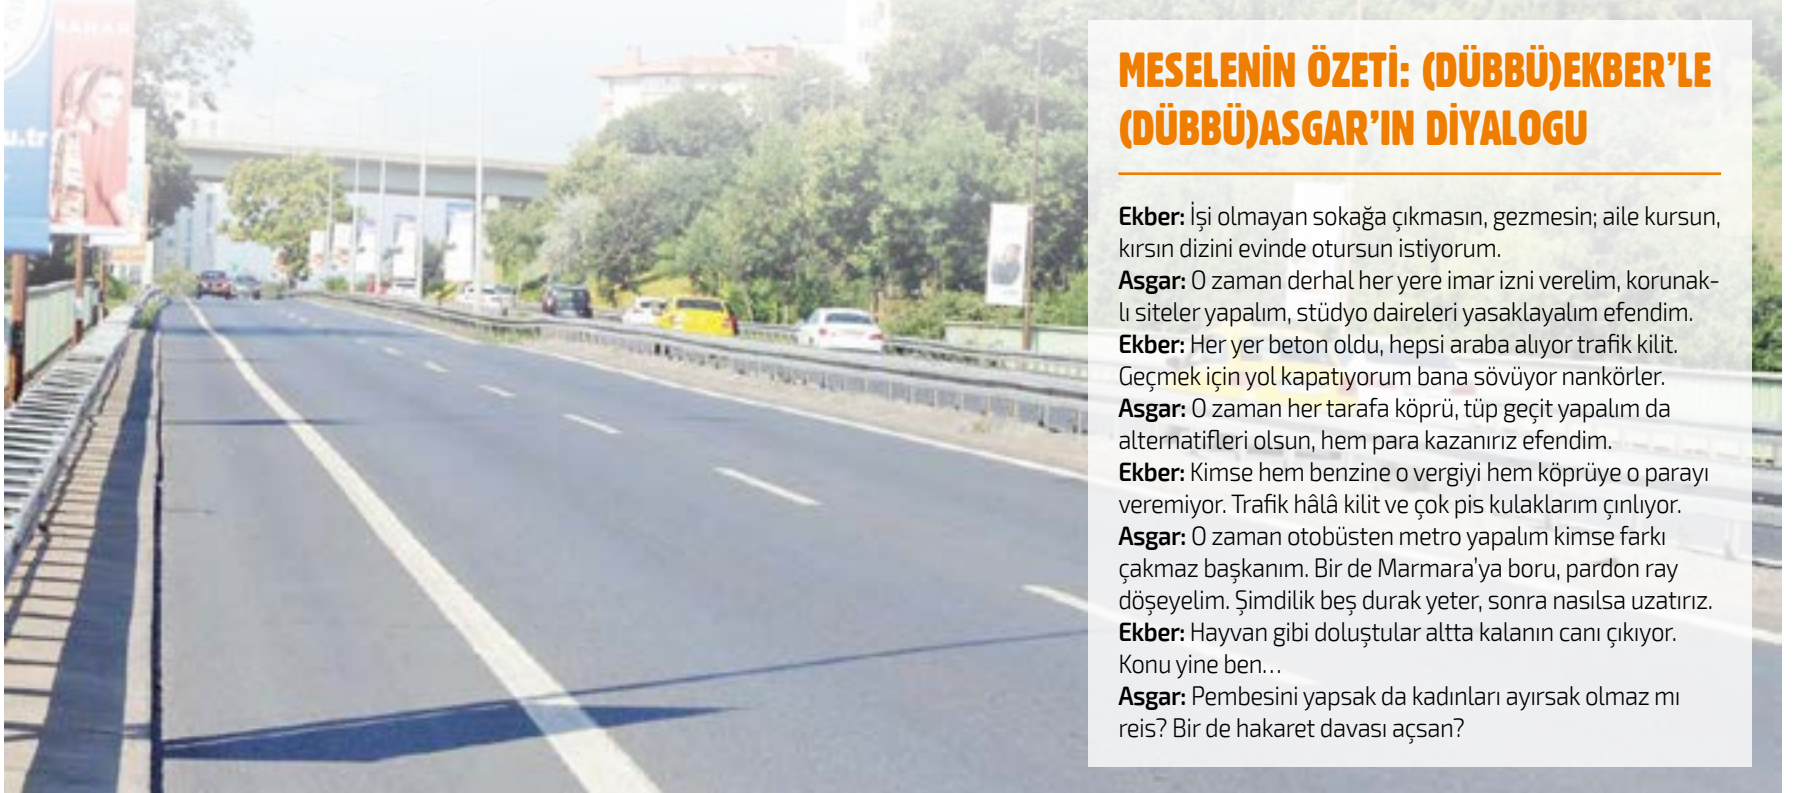 u.tr
MESELENİN ÖZETİ: (DÜBBÜ)EKBER’LE
(DÜBBÜ)ASGAR’IN DİYALOGU
Ekber: İşi olmayan sokağa çıkmasın, gezmesin; aile kursun,
kırsın dizini evinde otursun istiyorum.
Asgar: O zaman derhal her yere imar izni verelim, korunak-
lı siteler yapalım, stüdyo daireleri yasaklayalım efendim.
Ekber: Her yer beton oldu, hepsi araba alıyor trafik kilit.
Geçmek için yol kapatıyorum bana sövüyor nankörler.
Asgar: O zaman her tarafa köprü, tüp geçit yapalım da
alternatifleri olsun, hem para kazanırız efendim.
Ekber: Kimse hem benzine o vergiyi hem köprüye o parayı
veremiyor. Trafik hâlâ kilit ve çok pis kulaklarım çınlıyor.
Asgar: O zaman otobüsten metro yapalım kimse farkı
çakmaz başkanım. Bir de Marmara’ya boru, pardon ray
döşeyelim. Şimdilik beş durak yeter, sonra nasılsa uzatırız.
Ekber: Hayvan gibi doluştular altta kalanın canı çıkıyor.
Konu yine ben…
Asgar: Pembesini yapsak da kadınları ayırsak olmaz mı
reis? Bir de hakaret davası açsan?